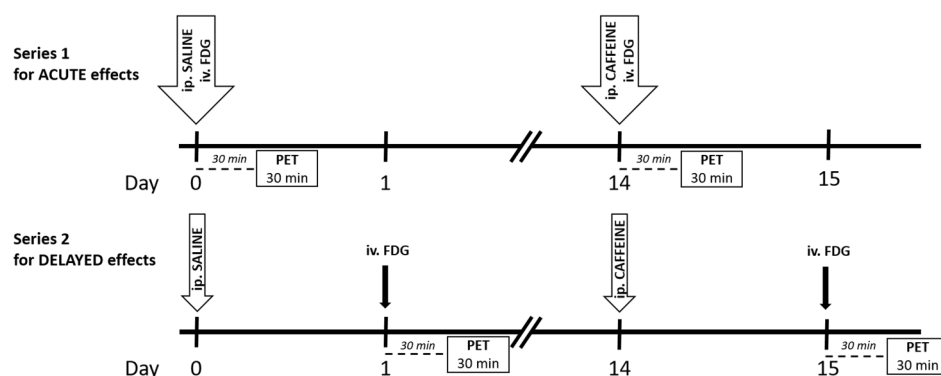 Series 1
for ACUTE effects
ip. SALINE
iv. FDG
ip. CAFFEINE
iv. FDG
30 min
PET
30 min
30 min
PET
30 min
Day 0 1 14 15
Series 2
for DELAYED effects
ip. SALINE
iv. FDG
ip. CAFFEINE
iv. FDG
30 min
PET
30 min
30 min
PET
30 min
Day 0 1 14 15